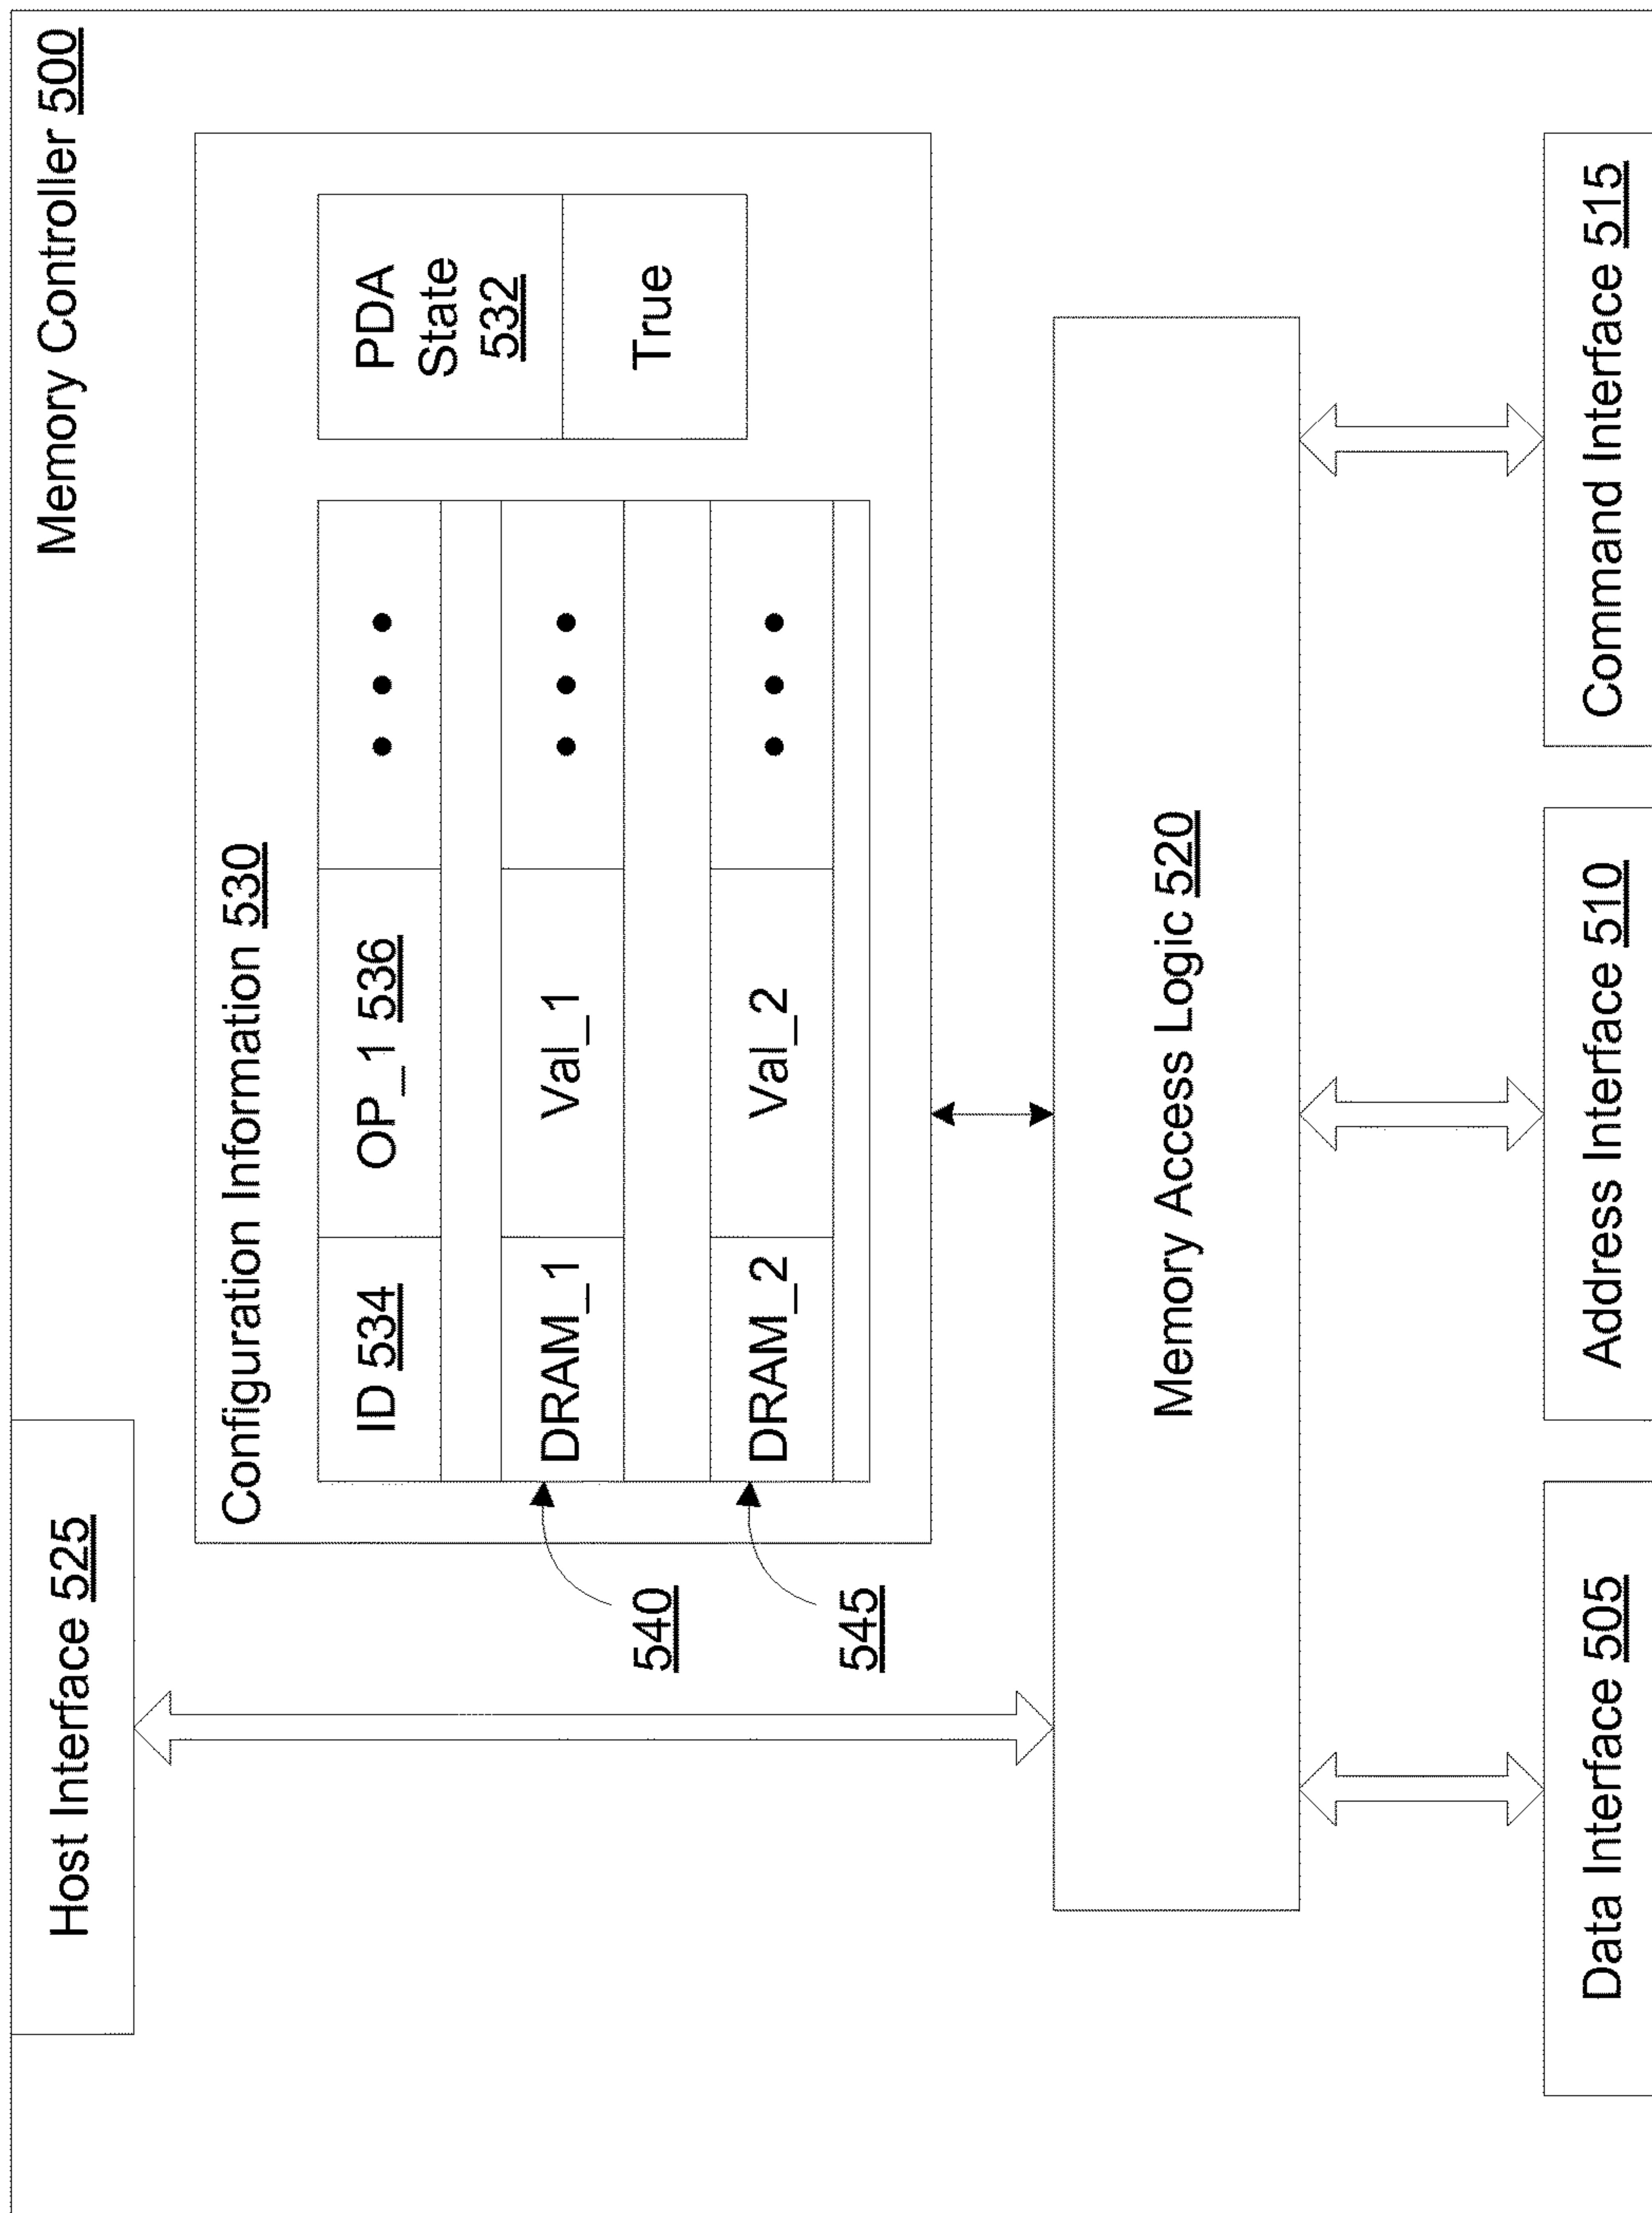 Memory Controller 500
Host Interface 525
Configuration Information 530
ID 534
OP_1 536
• • •
DRAM_1
Val_1
• • •
DRAM_2
Val_2
• • •
PDA
State
532
True
540
545
Memory Access Logic 520
Data Interface 505
Address Interface 510
Command Interface 515